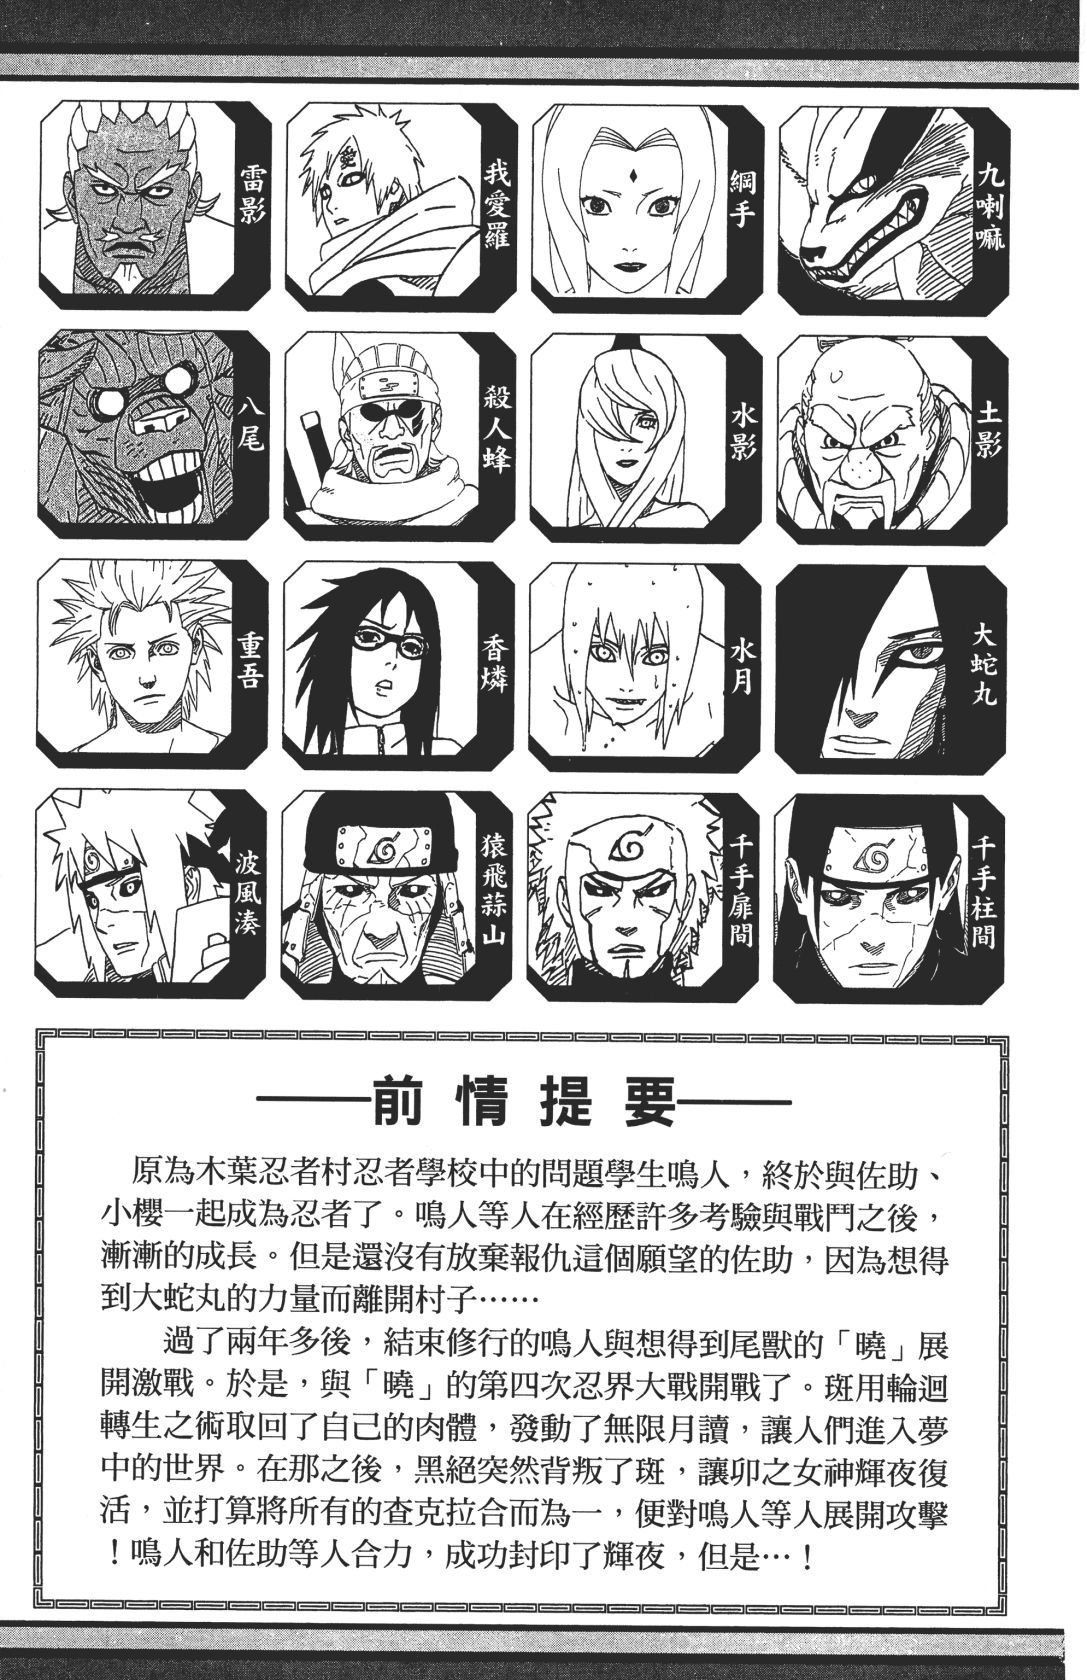 九喇嘛
綱手
我愛羅
雷影
土影
水影
殺人蜂
八尾
大蛇丸
水月
香燐
重吾
千手柱間
千手扉間
猿飛蒜山
波風湊
前情提要
原為木葉忍者村忍者學校中的問題學生鳴人，終於與佐助、
小櫻一起成為忍者了。鳴人等人在經歷許多考驗與戰鬥之後，
漸漸的成長。但是還沒有放棄報仇這個願望的佐助，因為想得
到大蛇丸的力量而離開村子⋯⋯
過了兩年多後，結束修行的鳴人與想得到尾獸的「曉」展
開激戰。於是，與「曉」的第四次忍界大戰開戰了。斑用輪迴
轉生之術取回了自己的肉體，發動了無限月讀，讓人們進入夢
中的世界。在那之後，黑絕突然背叛了斑，讓卯之女神輝夜復
活，並打算將所有的查克拉合而為一，便對鳴人等人展開攻擊
！鳴人和佐助等人合力，成功封印了輝夜，但是⋯！
愛